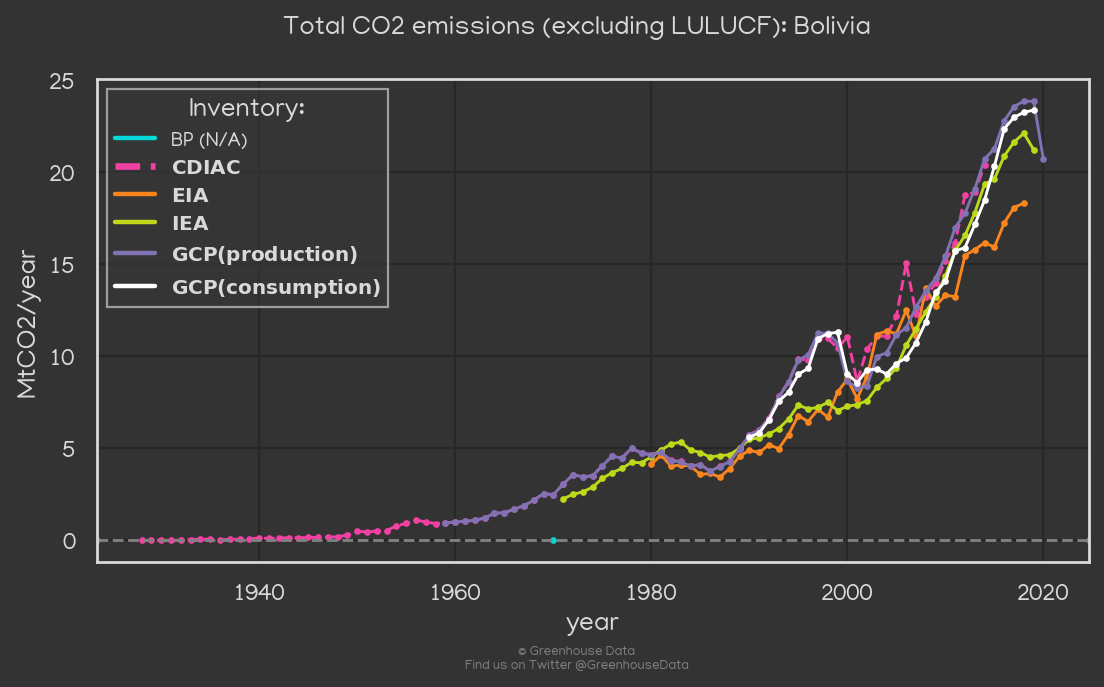 Total CO2 emissions (excluding LULUCF): Bolivia
25
20
15
10
5
0
MtCO2/year
Inventory:
BP (N/A)
CDIAC
EIA
IEA
GCP(production)
GCP(consumption)
1940
1960
1980
2000
2020
year
© Greenhouse Data
Find us on Twitter @GreenhouseData